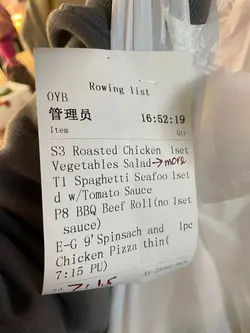 Rowing list
OYB
管理员 16:52:19
Item Qty
S3 Roasted Chicken 1set
Vegetables Salad → more
T1 Spaghetti Seafoo 1set
d w/Tomato Sauce
P8 BBQ Beef Roll(no 1set
sauce)
E-G 9'Spinsach and 1pc
Chicken Pizza thin(
7:15 PU)
7:15